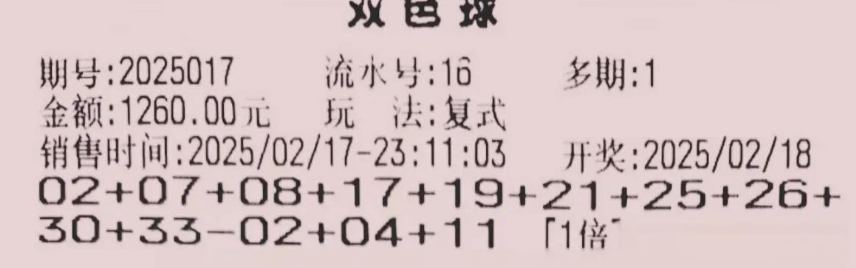 双色球
期号:2025017 流水号:16 多期:1
金额:1260.00元 玩 法:复式
销售时间:2025/02/17-23:11:03 开奖:2025/02/18
02+07+08+17+19+21+25+26+
30+33-02+04+11 「1倍